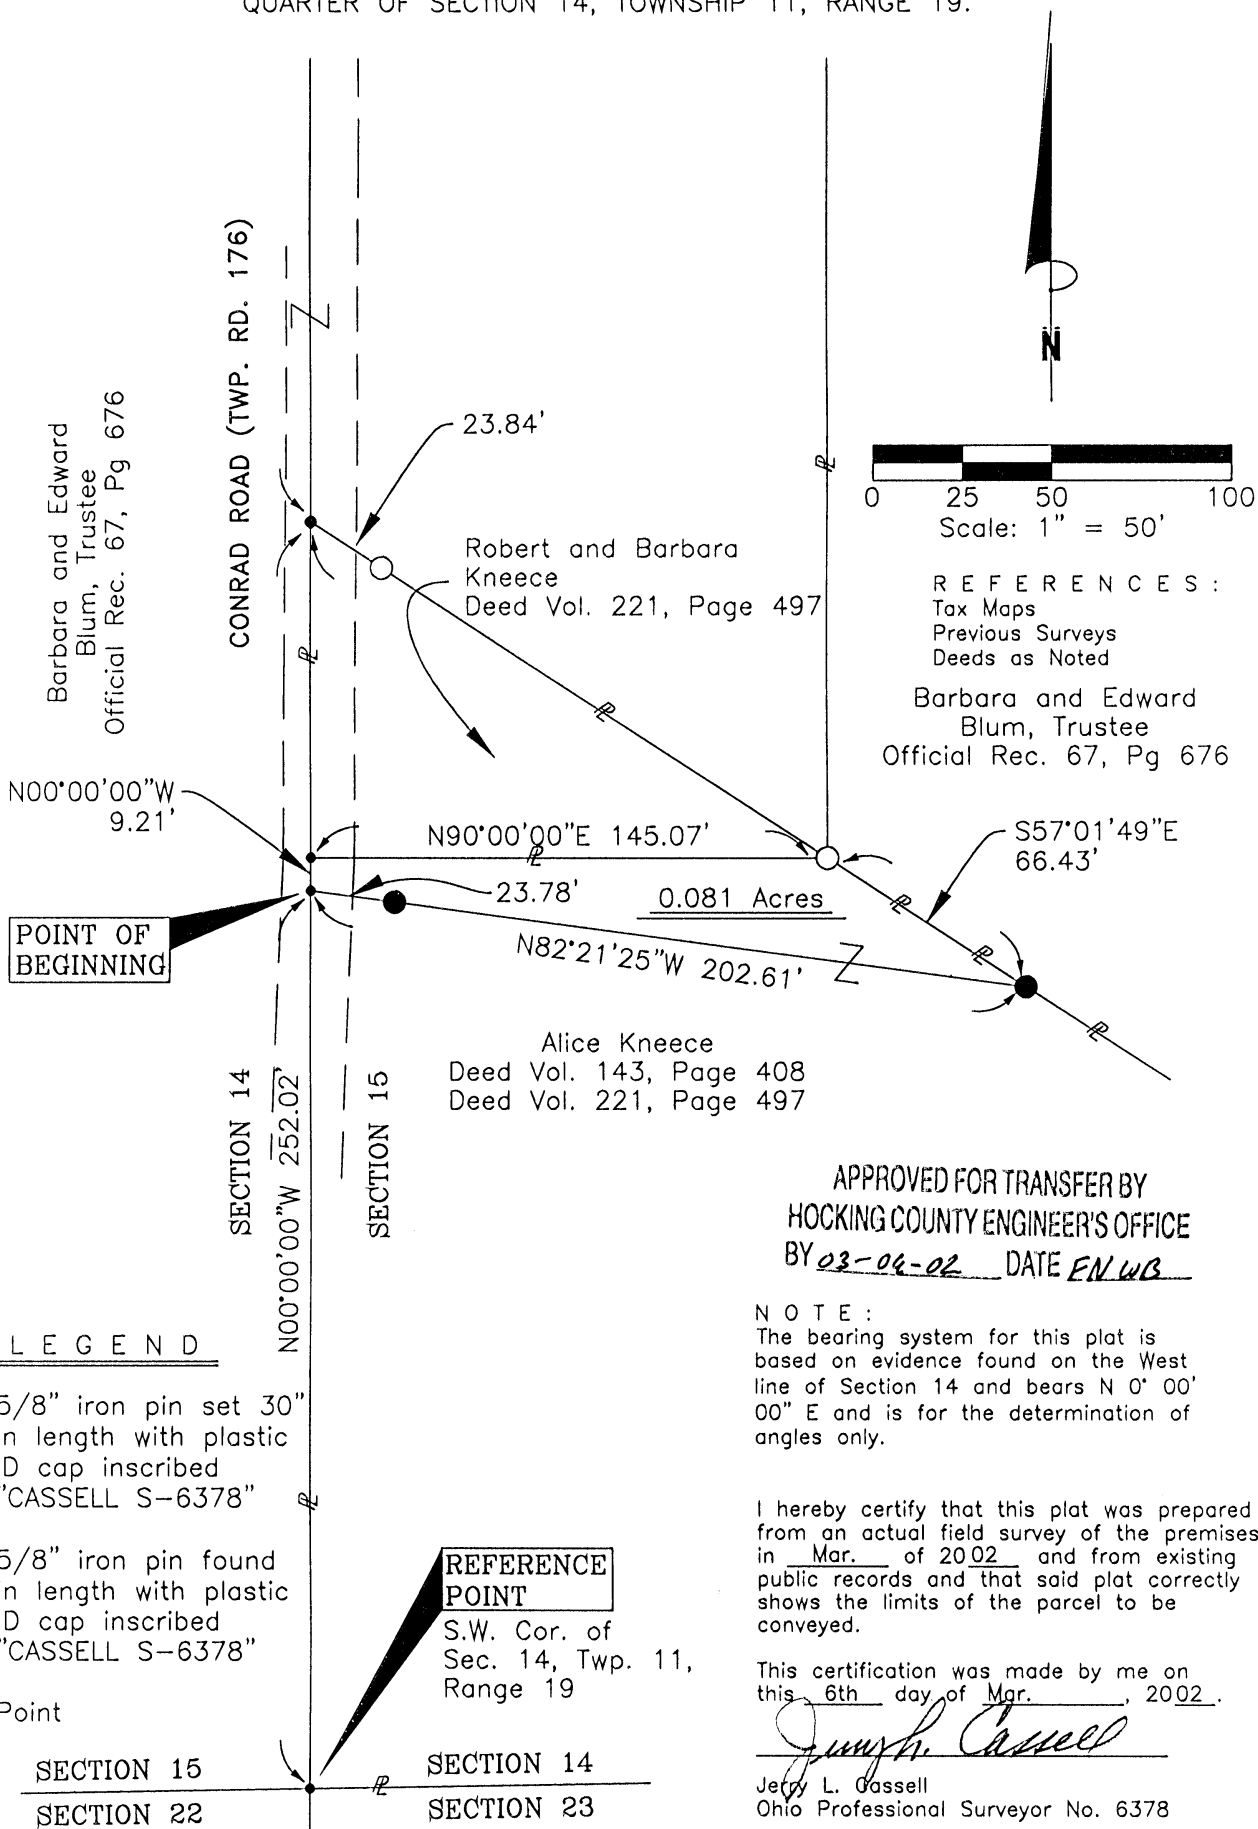 QUARTER OF SECTION 14, TOWNSHIP 11, RANGE 19.
CONRAD ROAD (TWP. RD. 176)
Barbara and Edward
Blum, Trustee
Official Rec. 67, Pg 676
23.84'
Robert and Barbara
Kneece
Deed Vol. 221, Page 497
N
0 25 50 100
Scale: 1" = 50'
REFERENCES:
Tax Maps
Previous Surveys
Deeds as Noted
Barbara and Edward
Blum, Trustee
Official Rec. 67, Pg 676
N00°00'00"W
9.21'
N90°00'00"E 145.07'
S57°01'49"E
66.43'
23.78'
0.081 Acres
POINT OF
BEGINNING
N82°21'25"W 202.61'
Alice Kneece
Deed Vol. 143, Page 408
Deed Vol. 221, Page 497
SECTION 14
N00°00'00"W 252.02'
SECTION 15
APPROVED FOR TRANSFER BY
HOCKING COUNTY ENGINEER'S OFFICE
BY 03-04-02 DATE EN WB
NOTE:
The bearing system for this plat is
based on evidence found on the West
line of Section 14 and bears N 0° 00'
00" E and is for the determination of
angles only.
LEGEND
5/8" iron pin set 30"
n length with plastic
D cap inscribed
"CASSELL S-6378"
5/8" iron pin found
n length with plastic
D cap inscribed
"CASSELL S-6378"
Point
REFERENCE
POINT
S.W. Cor. of
Sec. 14, Twp. 11,
Range 19
I hereby certify that this plat was prepared
from an actual field survey of the premises
in Mar. of 2002 and from existing
public records and that said plat correctly
shows the limits of the parcel to be
conveyed.
This certification was made by me on
this 6th day of Mar. , 2002.
Jerry L. Cassell
Jerry L. Cassell
Ohio Professional Surveyor No. 6378
SECTION 15
SECTION 14
SECTION 22
SECTION 23